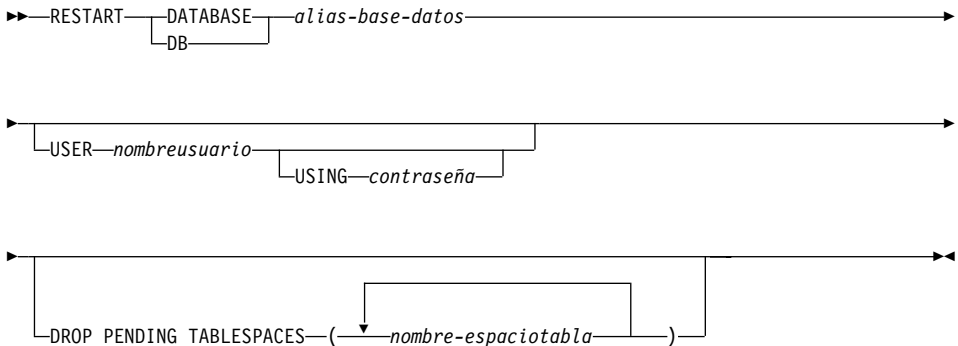 RESTART DATABASE alias-base-datos
DB
USER nombreusuario
USING contraseña
DROP PENDING TABLESPACES ( nombre-espaciotabla )